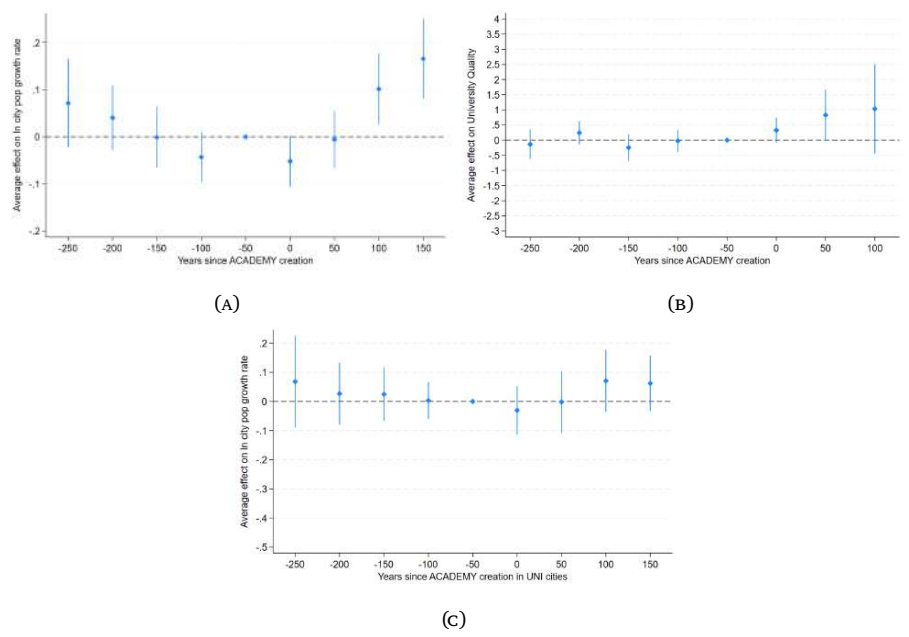 Average effect on ln city pop growth rate
.2
.1
0
-.1
-.2
-250 -200 -150 -100 -50 0 50 100 150
Years since ACADEMY creation
(A)
Average effect on University Quality
4
3.5
3
2.5
2
1.5
1
.5
0
-.5
-1
-1.5
-2
-2.5
-3
-250 -200 -150 -100 -50 0 50 100
Years since ACADEMY creation
(B)
Average effect on ln city pop growth rate
.2
.1
0
-.1
-.2
-.3
-.4
-.5
-250 -200 -150 -100 -50 0 50 100 150
Years since ACADEMY creation in UNI cities
(C)